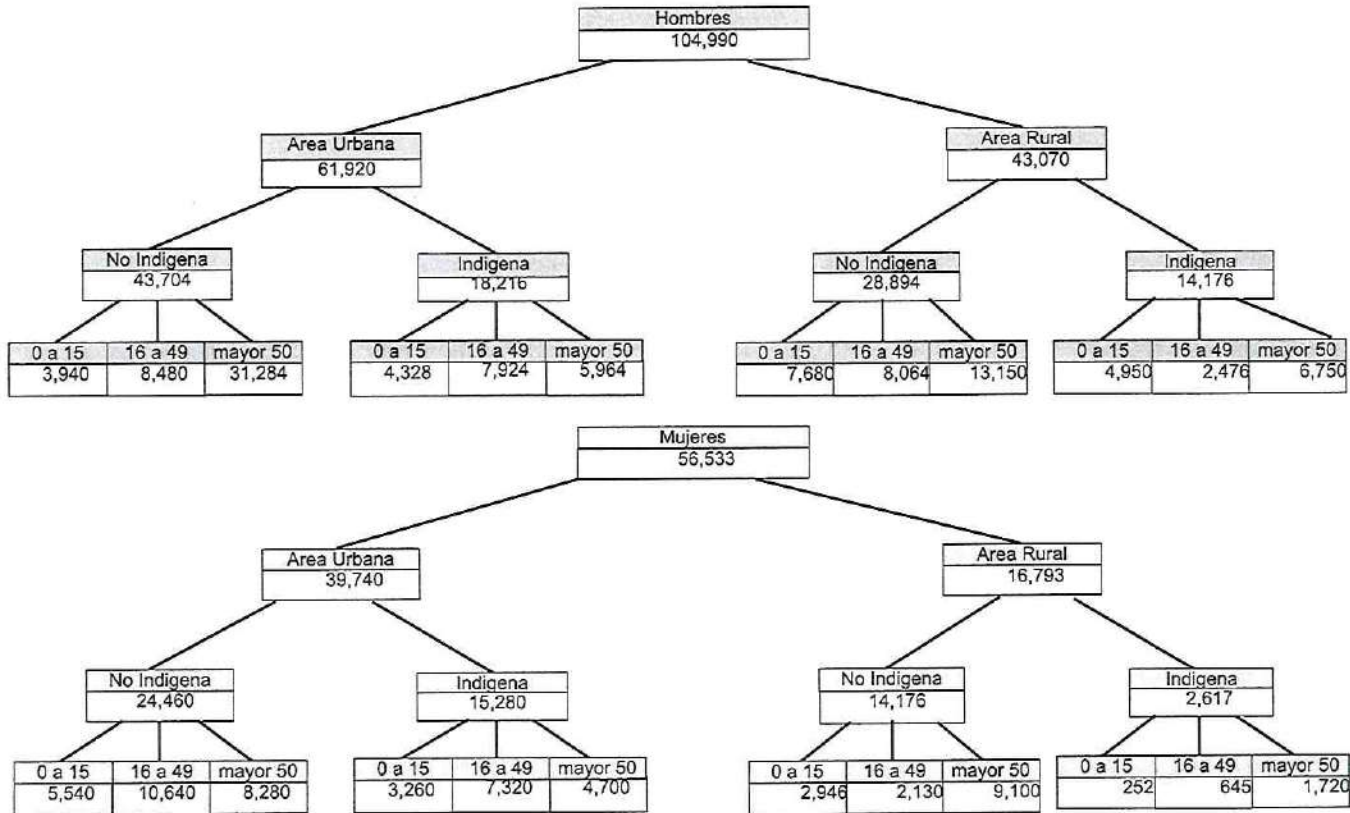 Hombres
104,990
Area Urbana
61,920
Area Rural
43,070
No Indigena
43,704
Indigena
18,216
No Indigena
28,894
Indigena
14,176
0 a 15 16 a 49 mayor 50
3,940 8,480 31,284
0 a 15 16 a 49 mayor 50
4,328 7,924 5,964
0 a 15 16 a 49 mayor 50
7,680 8,064 13,150
0 a 15 16 a 49 mayor 50
4,950 2,476 6,750
Mujeres
56,533
Area Urbana
39,740
Area Rural
16,793
No Indigena
24,460
Indigena
15,280
No Indigena
14,176
Indigena
2,617
0 a 15 16 a 49 mayor 50
5,540 10,640 8,280
0 a 15 16 a 49 mayor 50
3,260 7,320 4,700
0 a 15 16 a 49 mayor 50
2,946 2,130 9,100
0 a 15 16 a 49 mayor 50
252 645 1,720